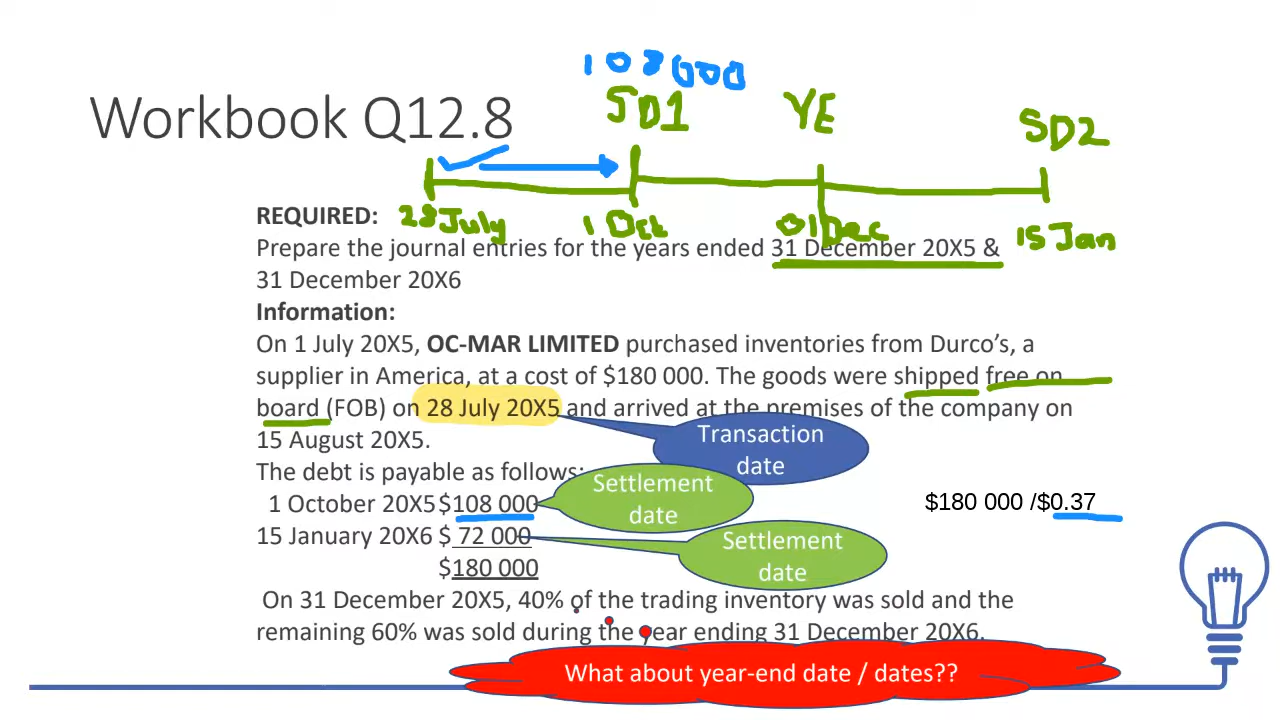 108000
Workbook Q12.8
SD1
YE
SD2
28 July
1 Oct
31 Dec
15 Jan
REQUIRED:
Prepare the journal entries for the years ended 31 December 20X5 &
31 December 20X6
Information:
On 1 July 20X5, OC-MAR LIMITED purchased inventories from Durco's, a
supplier in America, at a cost of $180 000. The goods were shipped free on
board (FOB) on 28 July 20X5 and arrived at the premises of the company on
15 August 20X5.
Transaction
date
The debt is payable as follows:
1 October 20X5 $108 000
Settlement
date
$180 000 /$0.37
15 January 20X6 $ 72 000
Settlement
date
$180 000
On 31 December 20X5, 40% of the trading inventory was sold and the
remaining 60% was sold during the year ending 31 December 20X6.
What about year-end date / dates??